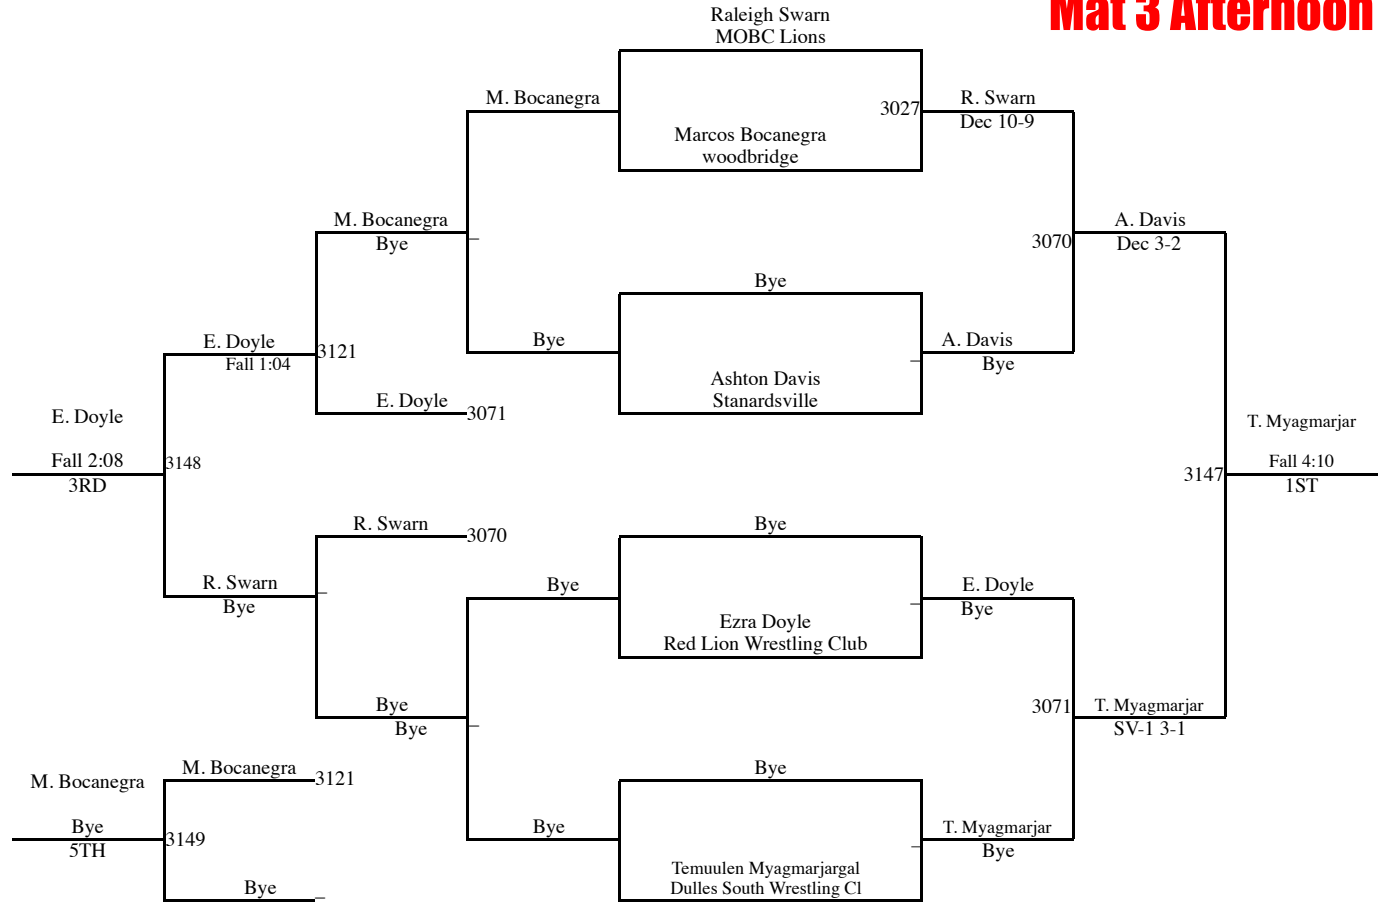 Mat 3 Afternoon
Raleigh Swarn
MOBC Lions
M. Bocanegra
3027
R. Swarn
Dec 10-9
Marcos Bocanegra
woodbridge
M. Bocanegra
Bye
3070
A. Davis
Dec 3-2
Bye
E. Doyle
Fall 1:04
3121
Bye
A. Davis
Bye
Ashton Davis
Stanardsville
E. Doyle
3071
E. Doyle
Fall 2:08
3RD
3148
3147
T. Myagmarjar
Fall 4:10
1ST
R. Swarn
3070
Bye
R. Swarn
Bye
Bye
E. Doyle
Bye
Ezra Doyle
Red Lion Wrestling Club
Bye
Bye
3071
T. Myagmarjar
SV-1 3-1
M. Bocanegra
M. Bocanegra
3121
Bye
Bye
5TH
3149
Bye
T. Myagmarjar
Bye
Temuulen Myagmarjargal
Dulles South Wrestling Cl
Bye